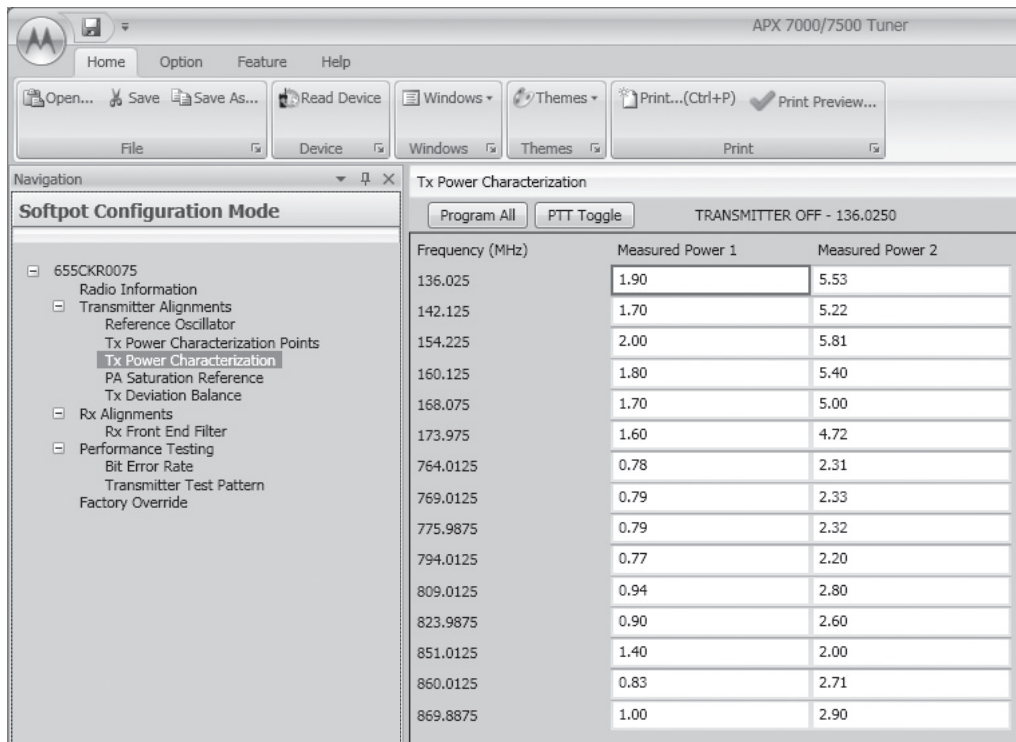 APX 7000/7500 Tuner
Home Option Feature Help
Open... Save Save As... Read Device Windows Themes Print...(Ctrl+P) Print Preview...
File Device Windows Themes Print
Navigation
Softpot Configuration Mode
655CKR0075
Radio Information
Transmitter Alignments
Reference Oscillator
Tx Power Characterization Points
Tx Power Characterization
PA Saturation Reference
Tx Deviation Balance
Rx Alignments
Rx Front End Filter
Performance Testing
Bit Error Rate
Transmitter Test Pattern
Factory Override
Tx Power Characterization
Program All PTT Toggle TRANSMITTER OFF - 136.0250
Frequency (MHz) Measured Power 1 Measured Power 2
136.025 1.90 5.53
142.125 1.70 5.22
154.225 2.00 5.81
160.125 1.80 5.40
168.075 1.70 5.00
173.975 1.60 4.72
764.0125 0.78 2.31
769.0125 0.79 2.33
775.9875 0.79 2.32
794.0125 0.77 2.20
809.0125 0.94 2.80
823.9875 0.90 2.60
851.0125 1.40 2.00
860.0125 0.83 2.71
869.8875 1.00 2.90